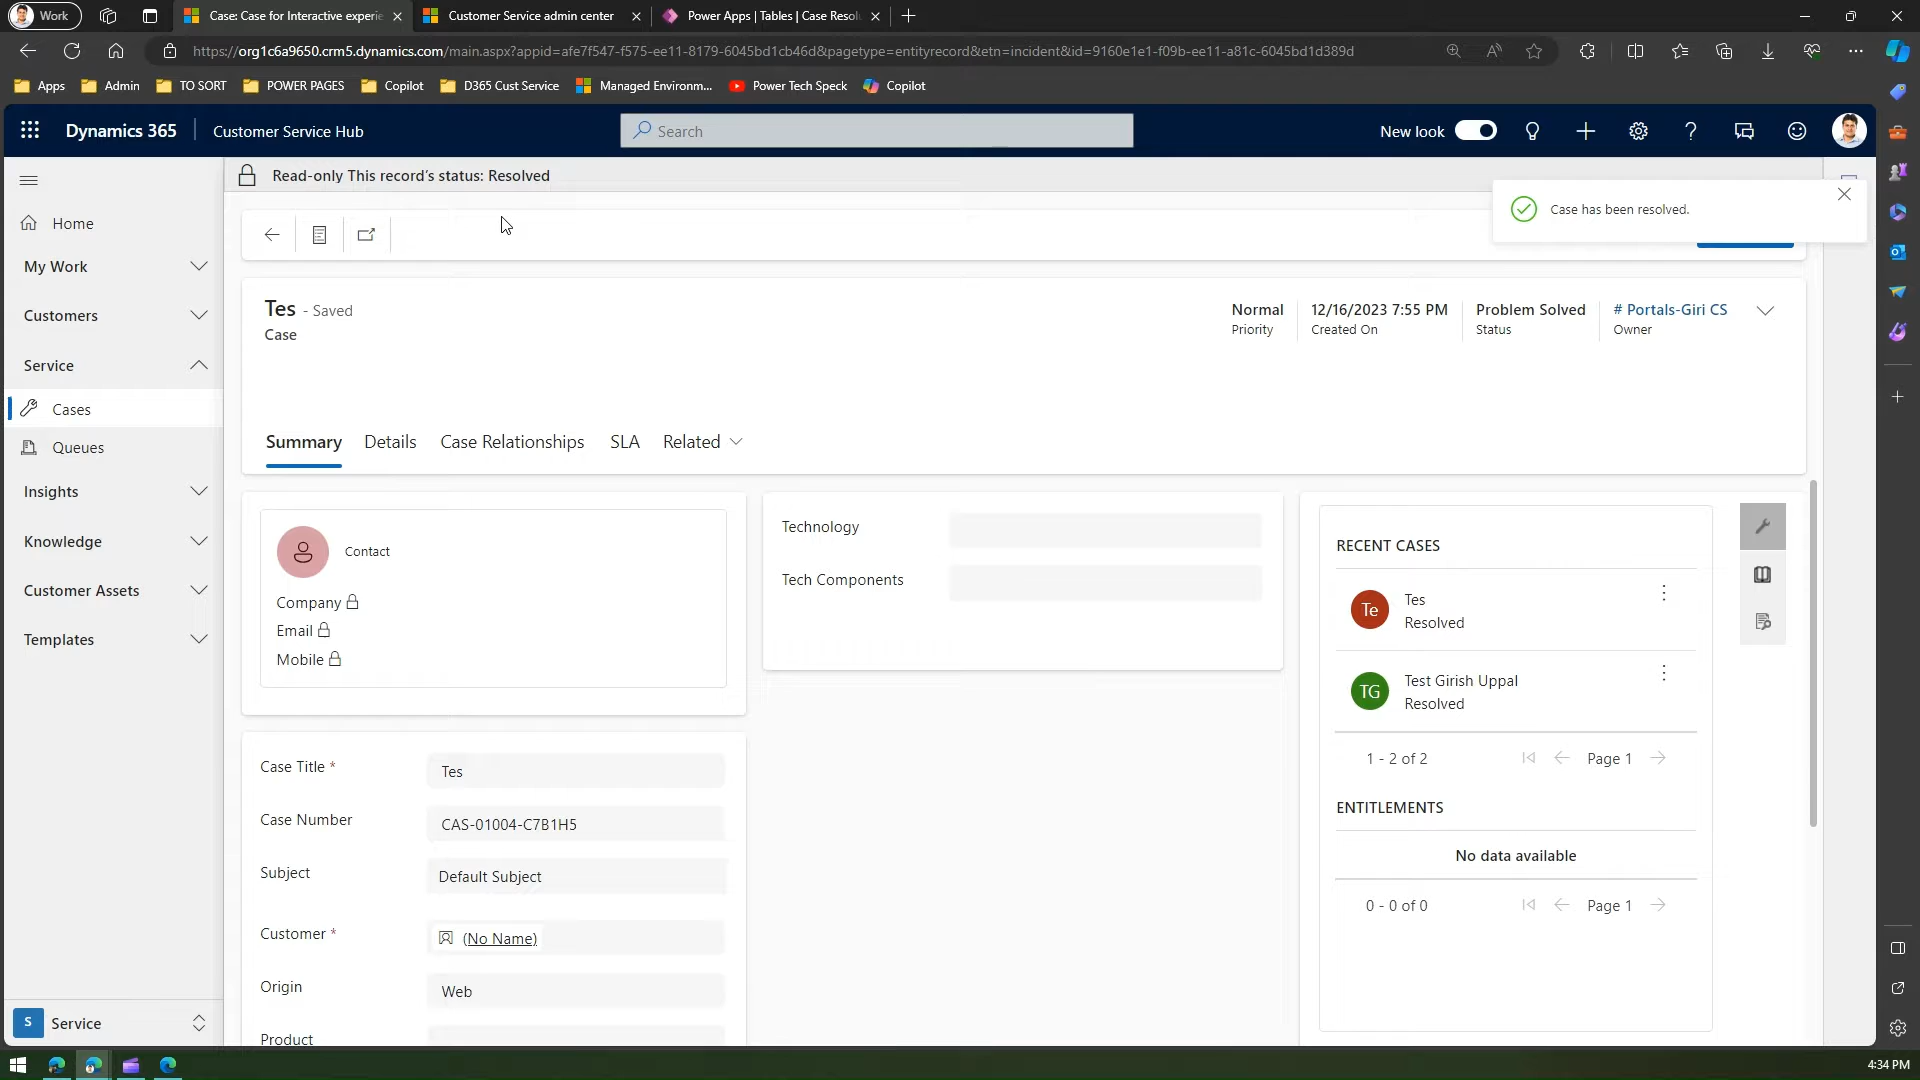 Work
Case: Case for Interactive experie
Customer Service admin center
Power Apps | Tables | Case Resol
https://org1c6a9650.crm5.dynamics.com/main.aspx?appid=afe7f547-f575-ee11-8179-6045bd1cb46d&pagetype=entityrecord&etn=incident&id=9160e1e1-f09b-ee11-a81c-6045bd1d389d
Apps
Admin
TO SORT
POWER PAGES
Copilot
D365 Cust Service
Managed Environm...
Power Tech Speck
Copilot
Dynamics 365
Customer Service Hub
Search
New look
Read-only This record's status: Resolved
Case has been resolved.
Home
My Work
Customers
Service
Cases
Queues
Insights
Knowledge
Customer Assets
Templates
S Service
Tes - Saved
Case
Normal
Priority
12/16/2023 7:55 PM
Created On
Problem Solved
Status
# Portals-Giri CS
Owner
Summary
Details
Case Relationships
SLA
Related
Contact
Company
Email
Mobile
Case Title *
Tes
Case Number
CAS-01004-C7B1H5
Subject
Default Subject
Customer *
(No Name)
Origin
Web
Product
Technology
Tech Components
RECENT CASES
Te
Tes
Resolved
TG
Test Girish Uppal
Resolved
1 - 2 of 2
Page 1
ENTITLEMENTS
No data available
0 - 0 of 0
Page 1
4:34 PM